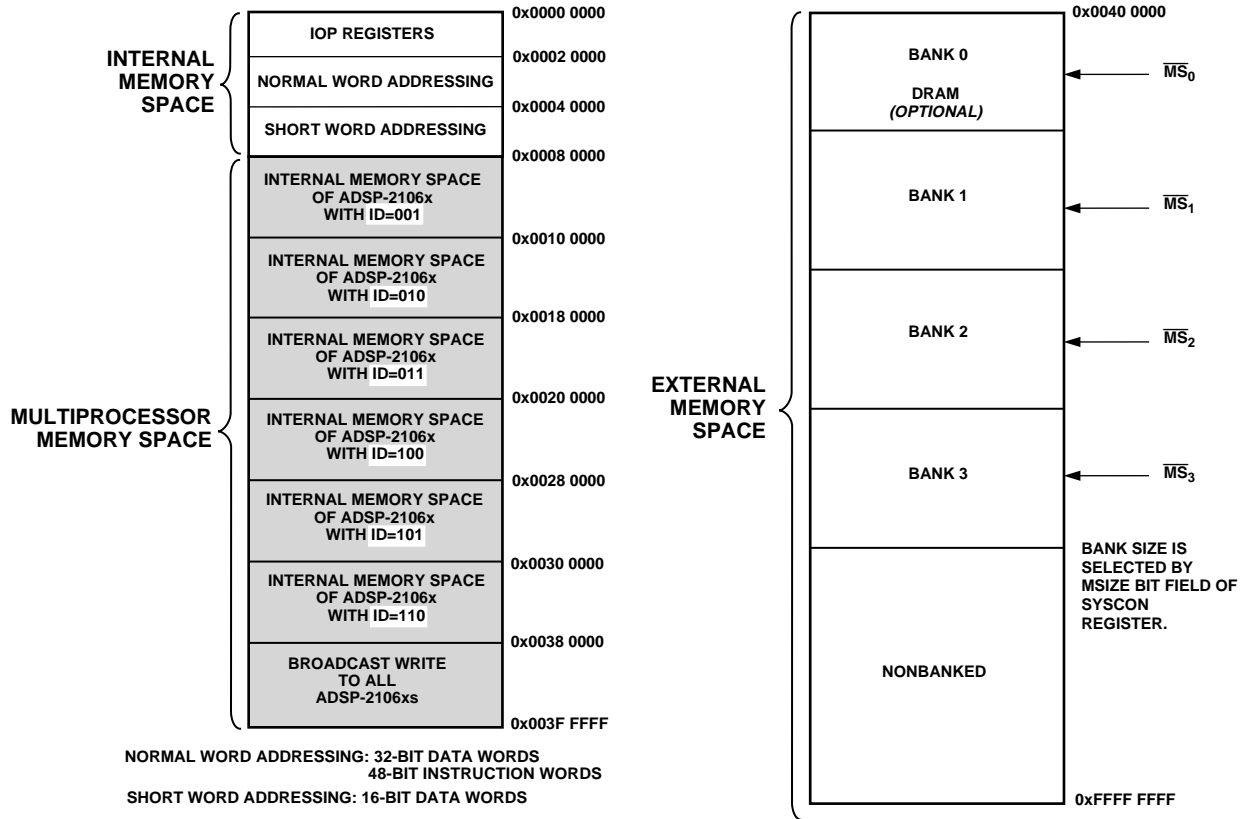 INTERNAL
MEMORY
SPACE
0x0000 0000
IOP REGISTERS
0x0002 0000
NORMAL WORD ADDRESSING
0x0004 0000
SHORT WORD ADDRESSING
0x0008 0000
MULTIPROCESSOR
MEMORY SPACE
INTERNAL MEMORY SPACE
OF ADSP-2106x
WITH ID=001
0x0010 0000
INTERNAL MEMORY SPACE
OF ADSP-2106x
WITH ID=010
0x0018 0000
INTERNAL MEMORY SPACE
OF ADSP-2106x
WITH ID=011
0x0020 0000
INTERNAL MEMORY SPACE
OF ADSP-2106x
WITH ID=100
0x0028 0000
INTERNAL MEMORY SPACE
OF ADSP-2106x
WITH ID=101
0x0030 0000
INTERNAL MEMORY SPACE
OF ADSP-2106x
WITH ID=110
0x0038 0000
BROADCAST WRITE
TO ALL
ADSP-2106xs
0x003F FFFF
NORMAL WORD ADDRESSING: 32-BIT DATA WORDS
48-BIT INSTRUCTION WORDS
SHORT WORD ADDRESSING: 16-BIT DATA WORDS
EXTERNAL
MEMORY
SPACE
0x0040 0000
BANK 0
DRAM
(OPTIONAL)
M̅S̅₀
BANK 1
M̅S̅₁
BANK 2
M̅S̅₂
BANK 3
M̅S̅₃
BANK SIZE IS
SELECTED BY
MSIZE BIT FIELD OF
SYSCON
REGISTER.
NONBANKED
0xFFFF FFFF